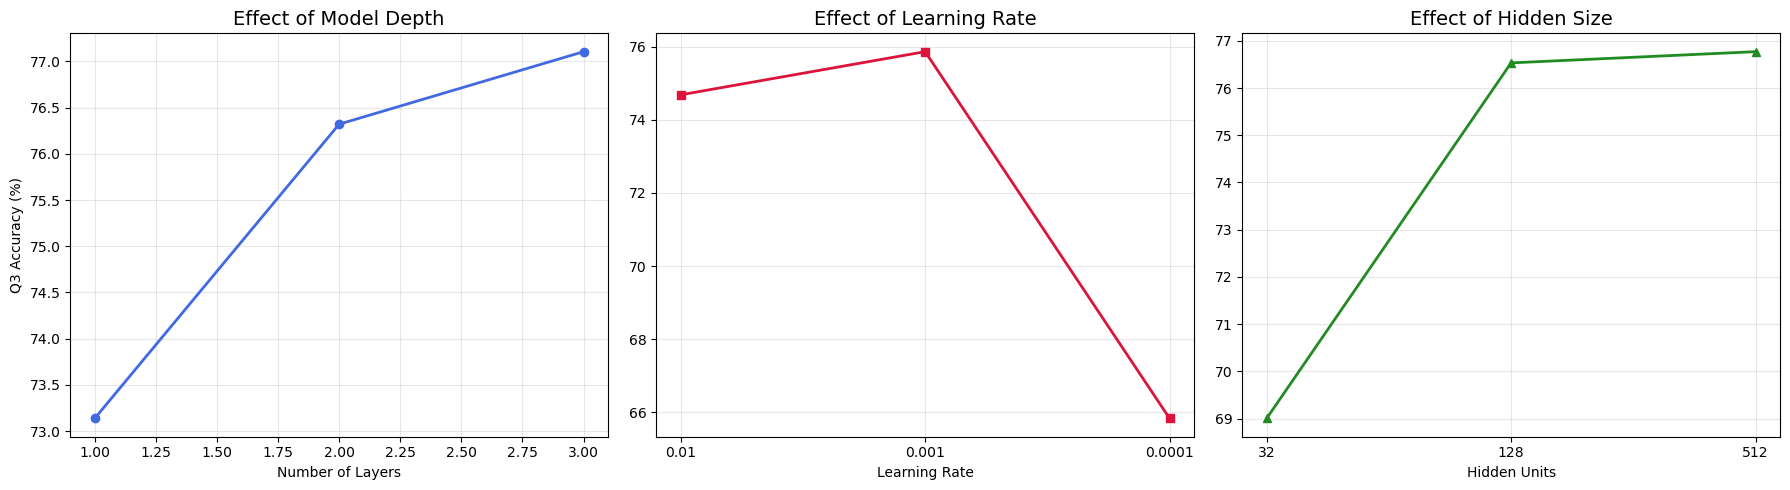 Effect of Model Depth
Q3 Accuracy (%)
77.0
76.5
76.0
75.5
75.0
74.5
74.0
73.5
73.0
1.00 1.25 1.50 1.75 2.00 2.25 2.50 2.75 3.00
Number of Layers
Effect of Learning Rate
76
74
72
70
68
66
0.01 0.001 0.0001
Learning Rate
Effect of Hidden Size
77
76
75
74
73
72
71
70
69
32 128 512
Hidden Units